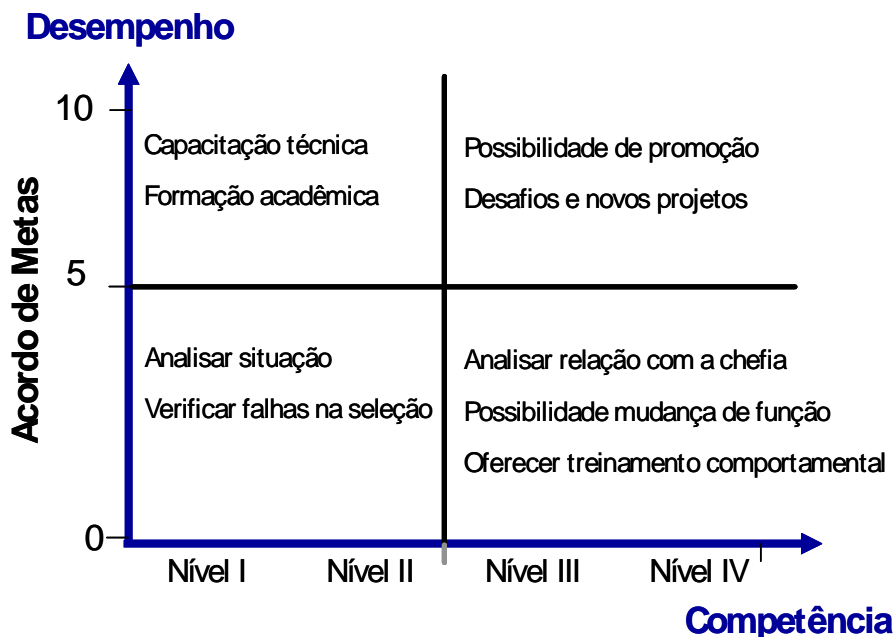 Desempenho
Acordo de Metas
10
Capacitação técnica
Formação acadêmica
Possibilidade de promoção
Desafios e novos projetos
5
Analisar situação
Verificar falhas na seleção
Analisar relação com a chefia
Possibilidade mudança de função
Oferecer treinamento comportamental
0
Nível I
Nível II
Nível III
Nível IV
Competência